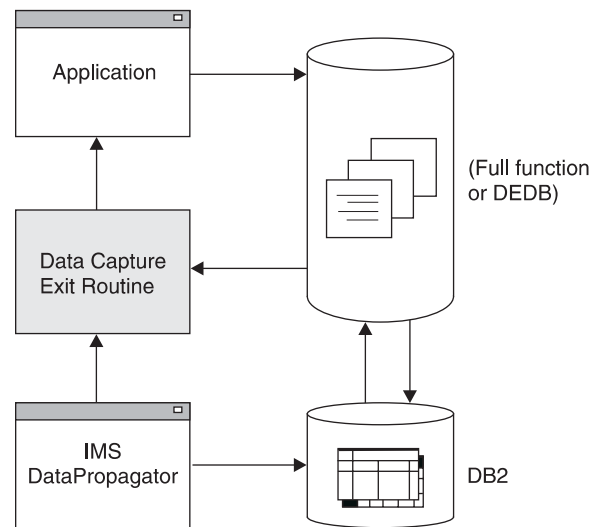 Application
(Full function
or DEDB)
Data Capture
Exit Routine
IMS
DataPropagator
DB2